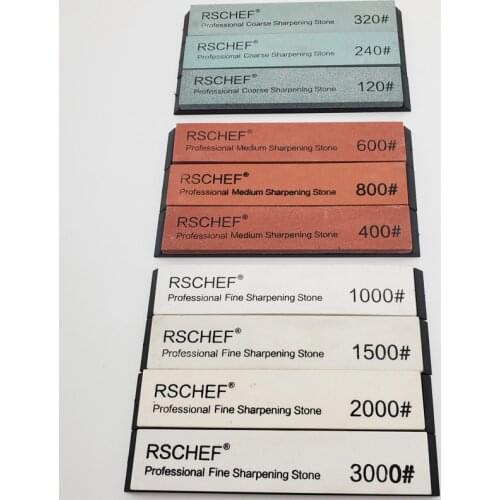 RSCHEF®
Professional Coarse Sharpening Stone 320#
RSCHEF®
Professional Coarse Sharpening Stone 240#
RSCHEF®
Professional Coarse Sharpening Stone 120#
RSCHEF®
Professional Medium Sharpening Stone 600#
RSCHEF®
Professional Medium Sharpening Stone 800#
RSCHEF®
Professional Medium Sharpening Stone 400#
RSCHEF®
Professional Fine Sharpening Stone 1000#
RSCHEF®
Professional Fine Sharpening Stone 1500#
RSCHEF®
Professional Fine Sharpening Stone 2000#
RSCHEF®
Professional Fine Sharpening Stone 3000#